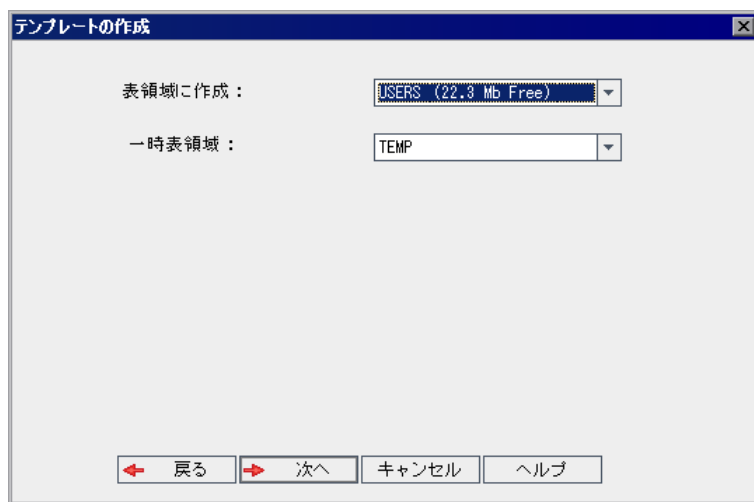 テンプレートの作成
表領域に作成：
USERS (22.3 Mb Free)
一時表領域：
TEMP
戻る 次へ キャンセル ヘルプ